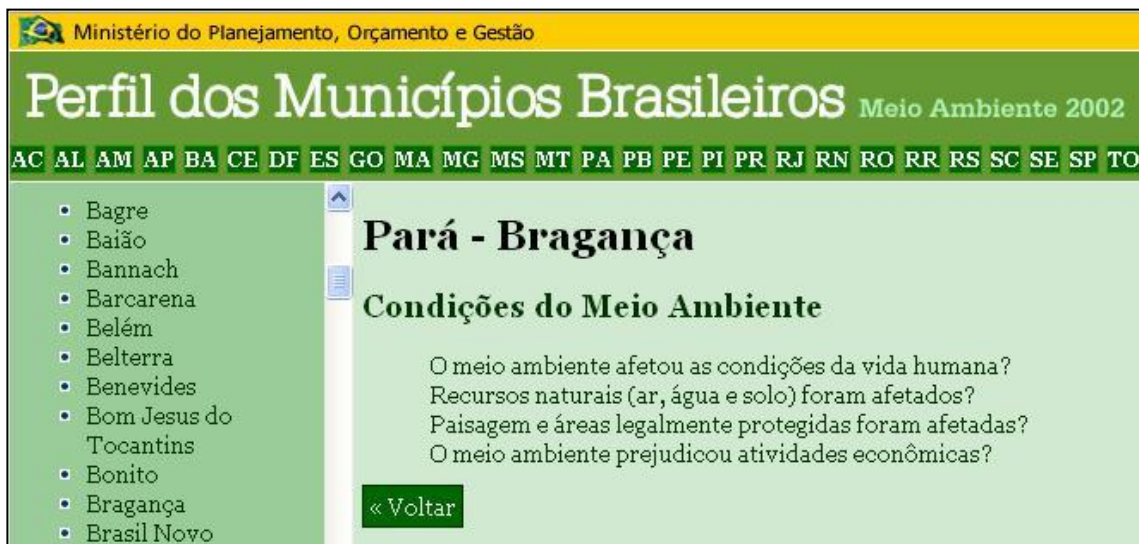 Ministério do Planejamento, Orçamento e Gestão
Perfil dos Municípios Brasileiros Meio Ambiente 2002
AC AL AM AP BA CE DF ES GO MA MG MS MT PA PB PE PI PR RJ RN RO RR RS SC SE SP TO
Bagre
Baião
Bannach
Barcarena
Belém
Belterra
Benevides
Bom Jesus do
Tocantins
Bonito
Bragança
Brasil Novo
Pará - Bragança
Condições do Meio Ambiente
O meio ambiente afetou as condições da vida humana?
Recursos naturais (ar, água e solo) foram afetados?
Paisagem e áreas legalmente protegidas foram afetadas?
O meio ambiente prejudicou atividades econômicas?
« Voltar